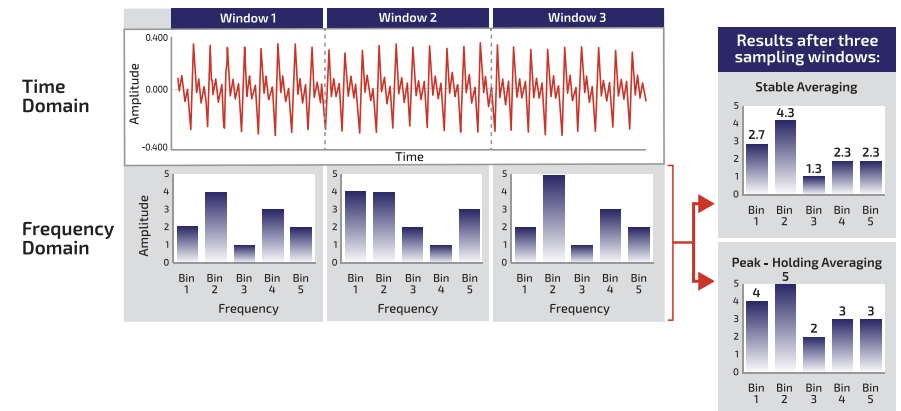 Window 1
Window 2
Window 3
Time
Domain
Amplitude
0.400
0.000
-0.400
Time
Frequency
Domain
Amplitude
5
4
3
2
1
0
Bin
1
Bin
2
Bin
3
Bin
4
Bin
5
Frequency
5
4
3
2
1
0
Bin
1
Bin
2
Bin
3
Bin
4
Bin
5
Frequency
5
4
3
2
1
0
Bin
1
Bin
2
Bin
3
Bin
4
Bin
5
Frequency
Results after three
sampling windows:
Stable Averaging
5
4
3
2
1
0
2.7
4.3
1.3
2.3
2.3
Bin
1
Bin
2
Bin
3
Bin
4
Bin
5
Peak - Holding Averaging
5
4
3
2
1
0
4
5
2
3
3
Bin
1
Bin
2
Bin
3
Bin
4
Bin
5